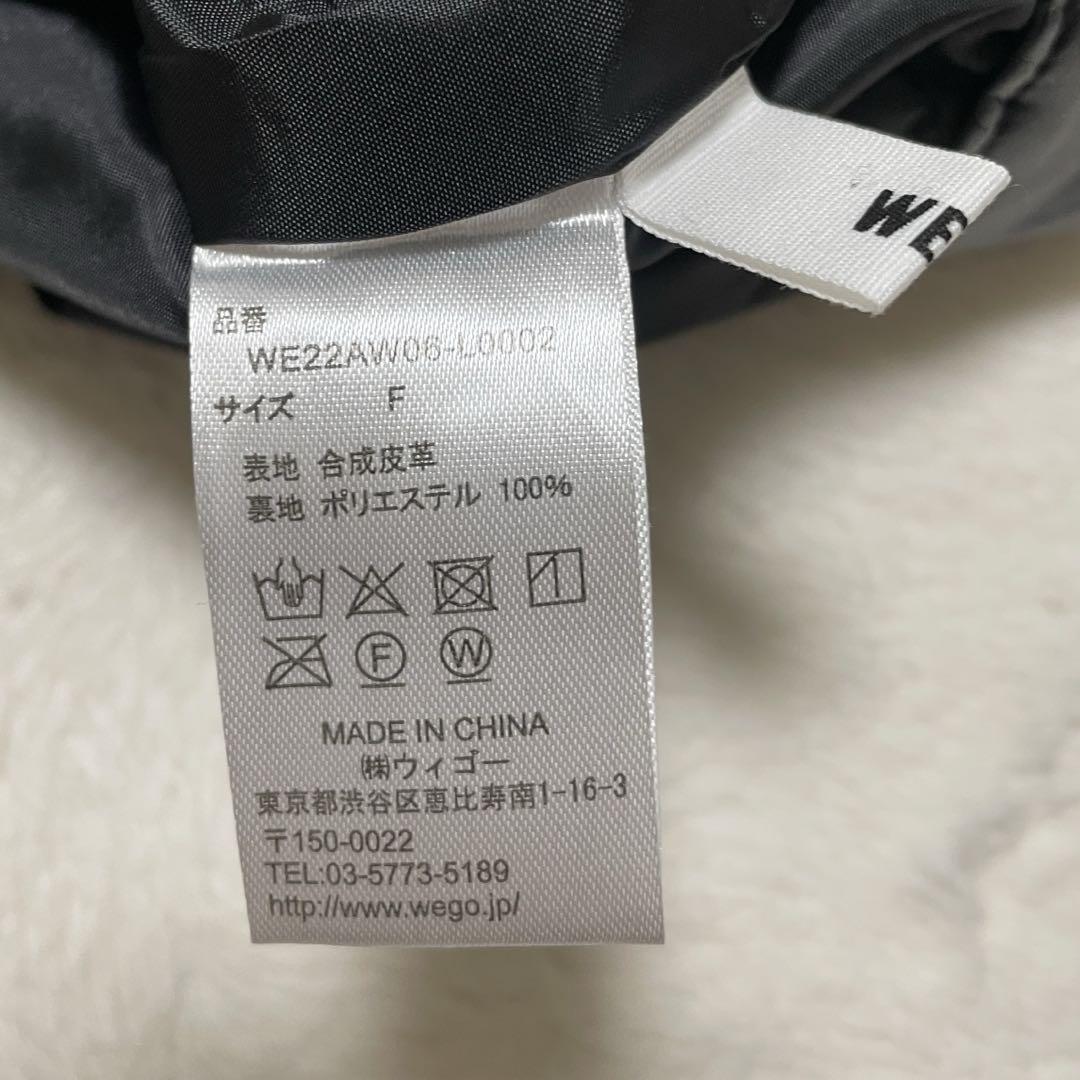 WE
品番
WE22AW06-L0002
サイズ F
表地 合成皮革
裏地 ポリエステル 100%
F W
MADE IN CHINA
㈱ウィゴー
東京都渋谷区恵比寿南1-16-3
〒150-0022
TEL:03-5773-5189
http://www.wego.jp/